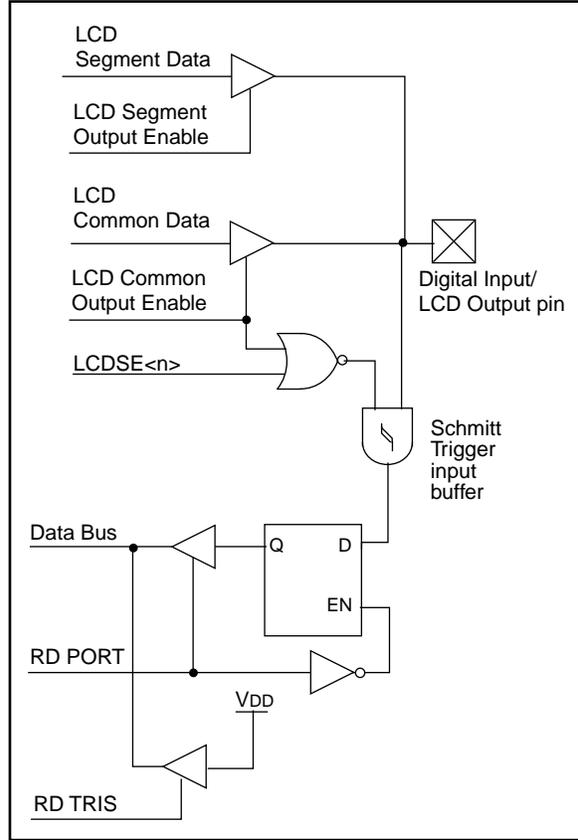 LCD
Segment Data
LCD Segment
Output Enable
LCD
Common Data
LCD Common
Output Enable
Digital Input/
LCD Output pin
LCDSE<n>
Schmitt
Trigger
input
buffer
Data Bus
Q
D
EN
RD PORT
VDD
RD TRIS